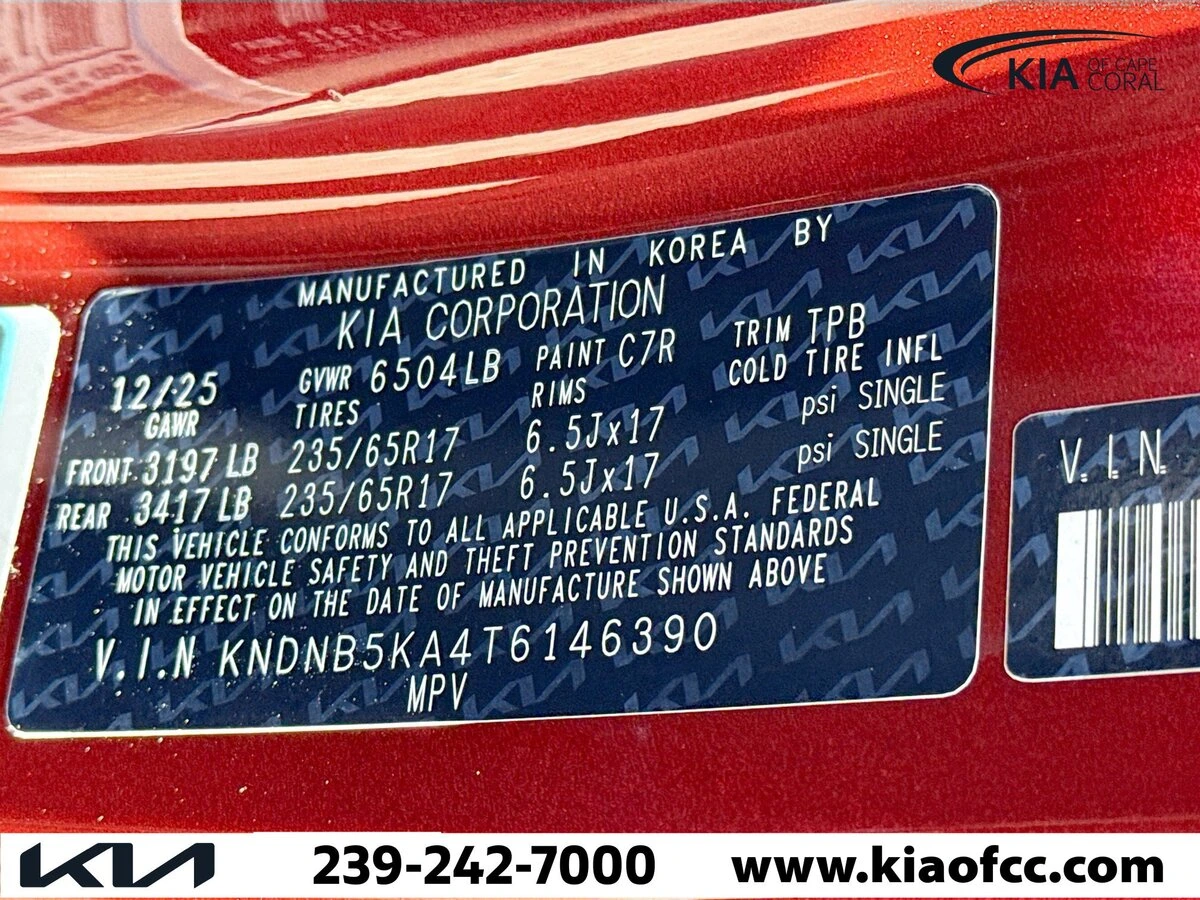 KIA OF CAPE CORAL
MANUFACTURED IN KOREA BY
KIA CORPORATION
12/25 GVWR 6504LB PAINT C7R TRIM TPB
GAWR TIRES RIMS COLD TIRE INFL
FRONT 3197 LB 235/65R17 6.5Jx17 psi SINGLE
REAR 3417 LB 235/65R17 6.5Jx17 psi SINGLE
THIS VEHICLE CONFORMS TO ALL APPLICABLE U.S.A. FEDERAL
MOTOR VEHICLE SAFETY AND THEFT PREVENTION STANDARDS
IN EFFECT ON THE DATE OF MANUFACTURE SHOWN ABOVE
V.I.N KNDNB5KA4T6146390
MPV
V.I.N.
KIA 239-242-7000 www.kiaofcc.com